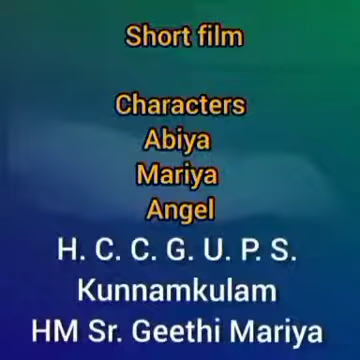 Short film
Characters
Abiya
Mariya
Angel
H. C. C. G. U. P. S.
Kunnamkulam
HM Sr. Geethi Mariya